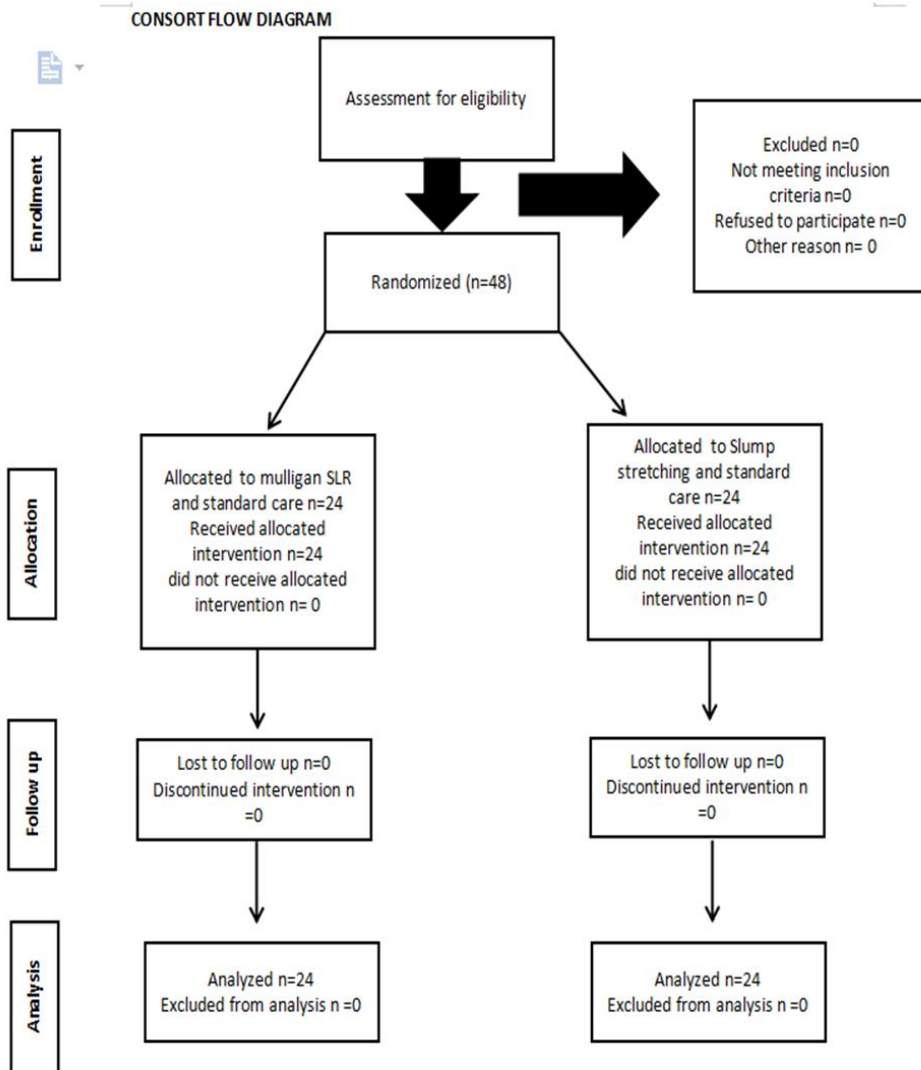 CONSORT FLOW DIAGRAM
Enrollment
Assessment for eligibility
Excluded n=0
Not meeting inclusion
criteria n=0
Refused to participate n=0
Other reason n= 0
Randomized (n=48)
Allocation
Allocated to mulligan SLR
and standard care n=24
Received allocated
intervention n=24
did not receive allocated
intervention n= 0
Allocated to Slump
stretching and standard
care n=24
Received allocated
intervention n=24
did not receive allocated
intervention n= 0
Follow up
Lost to follow up n=0
Discontinued intervention n
=0
Lost to follow up n=0
Discontinued intervention n
=0
Analysis
Analyzed n=24
Excluded from analysis n =0
Analyzed n=24
Excluded from analysis n =0